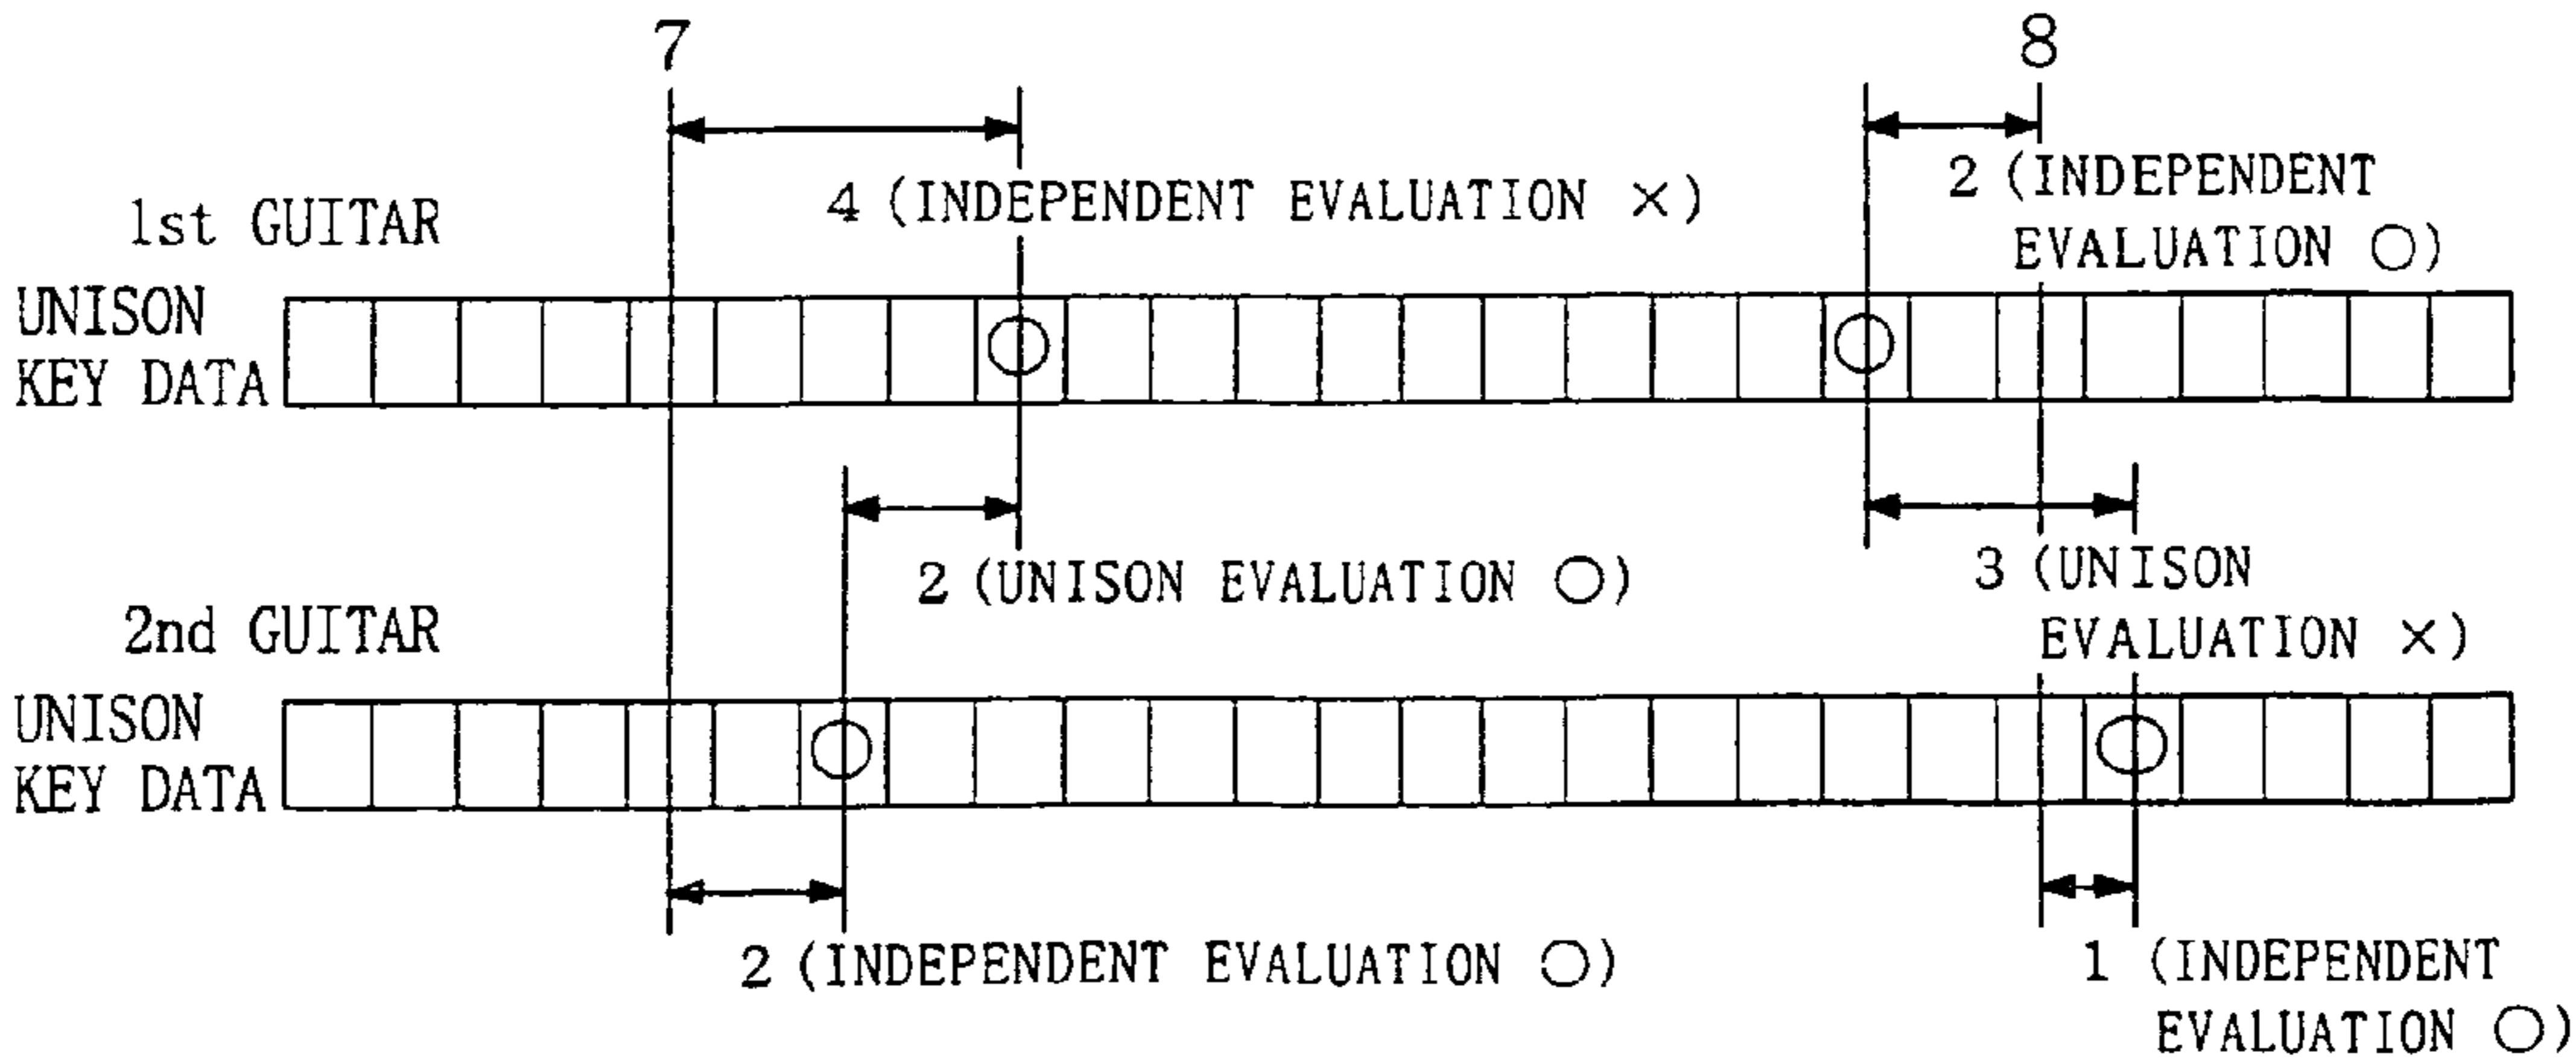 7
8
4 (INDEPENDENT EVALUATION ×)
2 (INDEPENDENT
EVALUATION ○)
1st GUITAR
UNISON
KEY DATA
2 (UNISON EVALUATION ○)
3 (UNISON
EVALUATION ×)
2nd GUITAR
UNISON
KEY DATA
2 (INDEPENDENT EVALUATION ○)
1 (INDEPENDENT
EVALUATION ○)